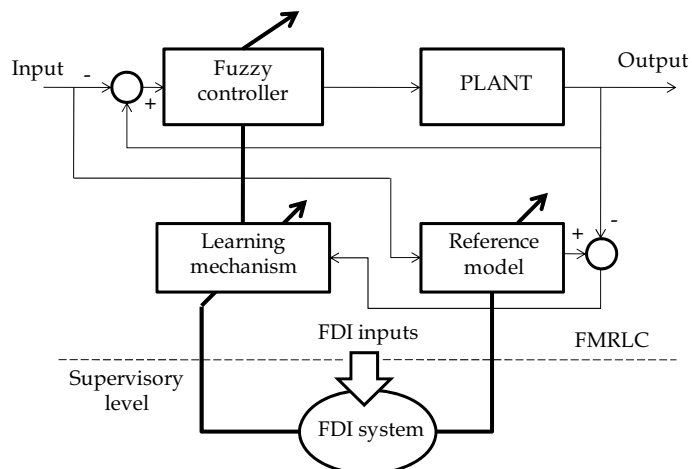 Input
-
+
Fuzzy
controller
PLANT
Output
Learning
mechanism
Reference
model
+
-
FDI inputs
FMRLC
Supervisory
level
FDI system